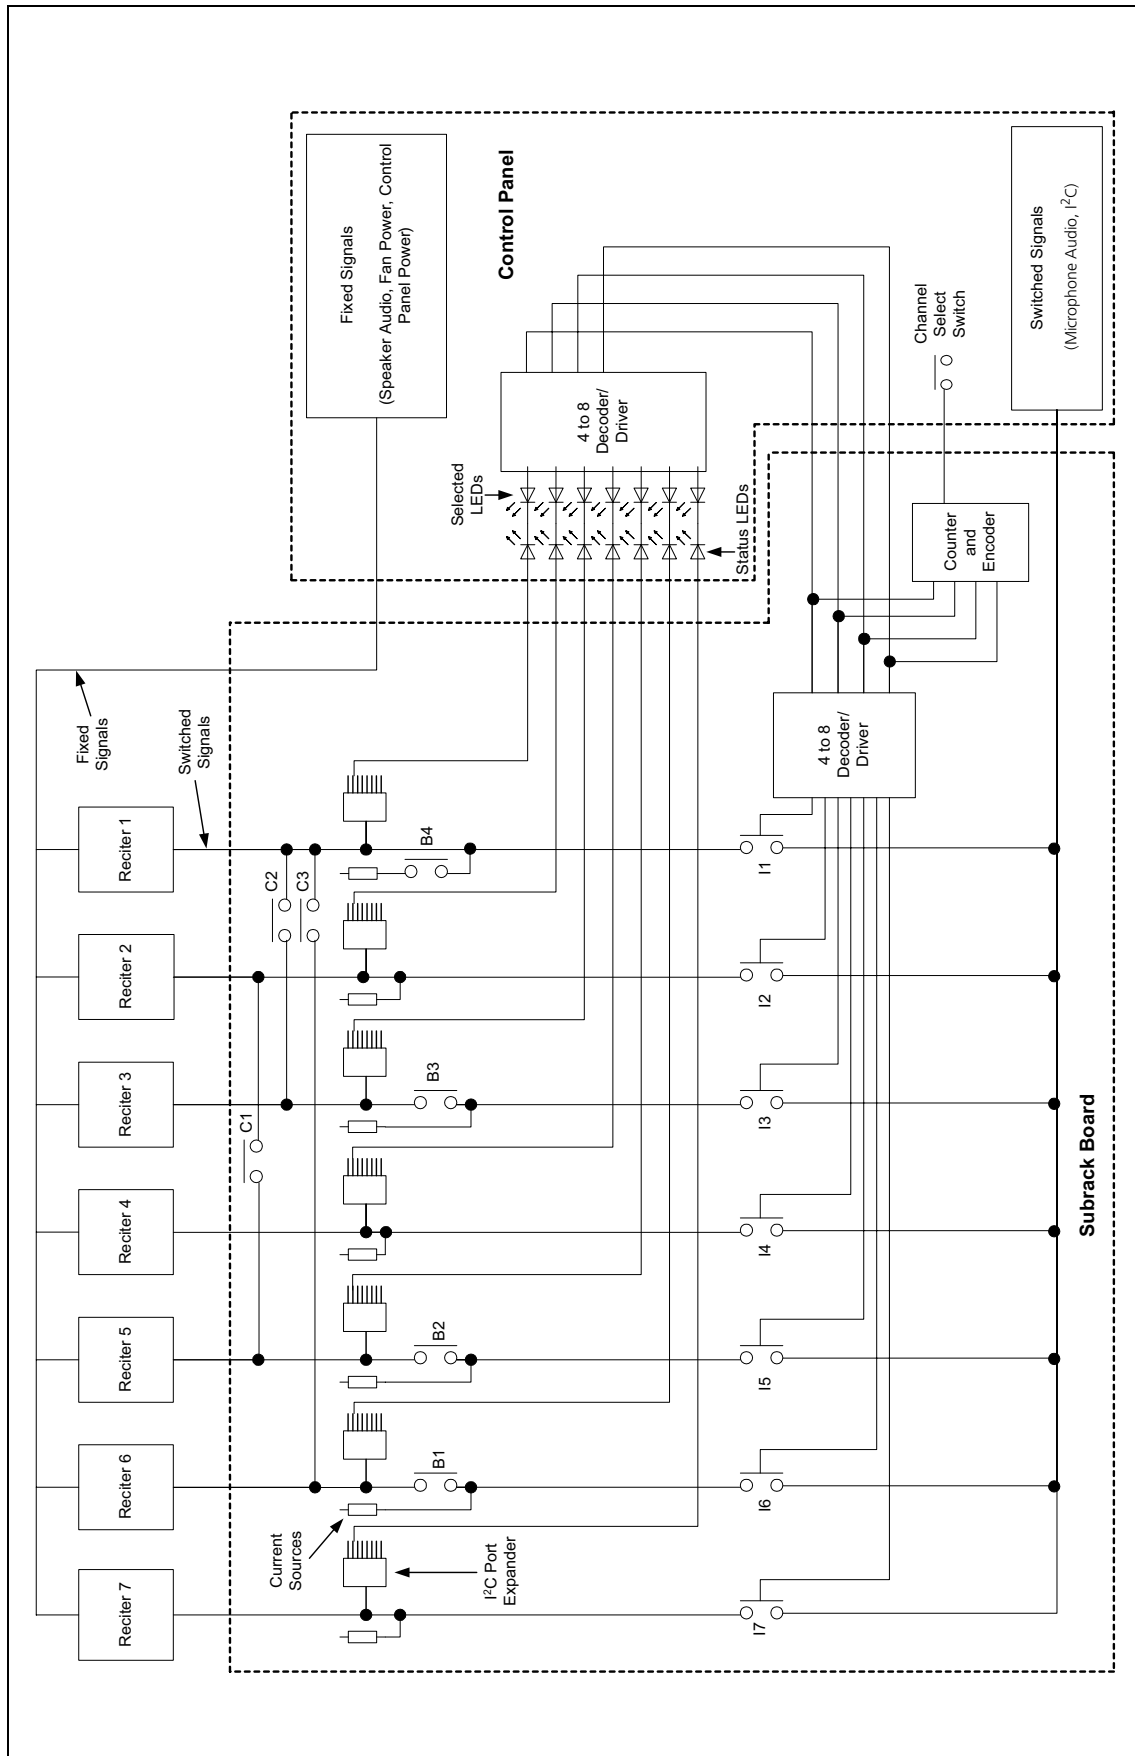 Reciter 7
Reciter 6
Reciter 5
Reciter 4
Reciter 3
Reciter 2
Reciter 1
Fixed
Signals
Switched
Signals
C1
C2
C3
Current
Sources
I²C Port
Expander
B1
B2
B3
B4
I7
I6
I5
I4
I3
I2
I1
4 to 8
Decoder/
Driver
Counter
and
Encoder
Subrack Board
Fixed Signals
(Speaker Audio, Fan Power, Control
Panel Power)
Control Panel
Selected
LEDs
Status LEDs
4 to 8
Decoder/
Driver
Channel
Select
Switch
Switched Signals
(Microphone Audio, I²C)